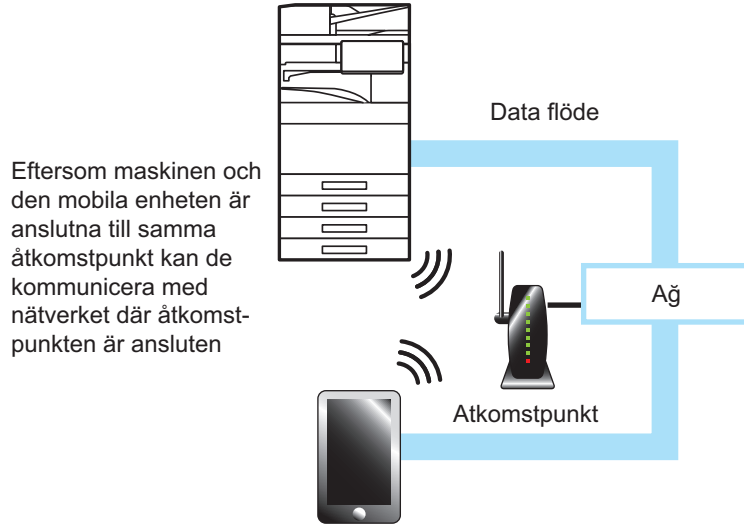 Data flöde
Eftersom maskinen och
den mobila enheten är
anslutna till samma
åtkomstpunkt kan de
kommunicera med
nätverket där åtkomst-
punkten är ansluten
Ağ
Atkomstpunkt